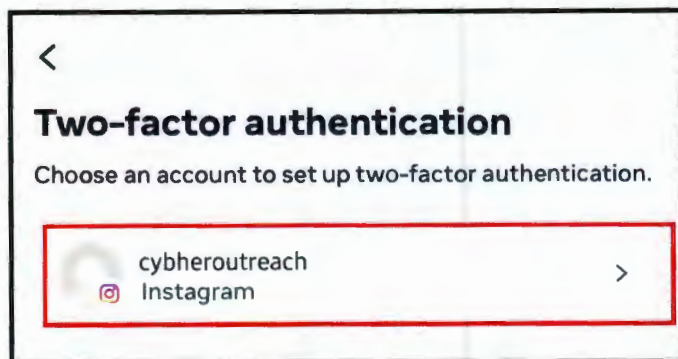 Two-factor authentication
Choose an account to set up two-factor authentication.
cybheroutreach
Instagram